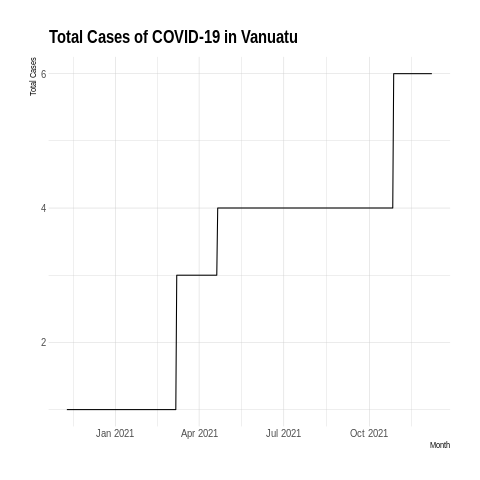 Total Cases of COVID-19 in Vanuatu
Total Cases
6
4
2
Jan 2021
Apr 2021
Jul 2021
Oct 2021
Month